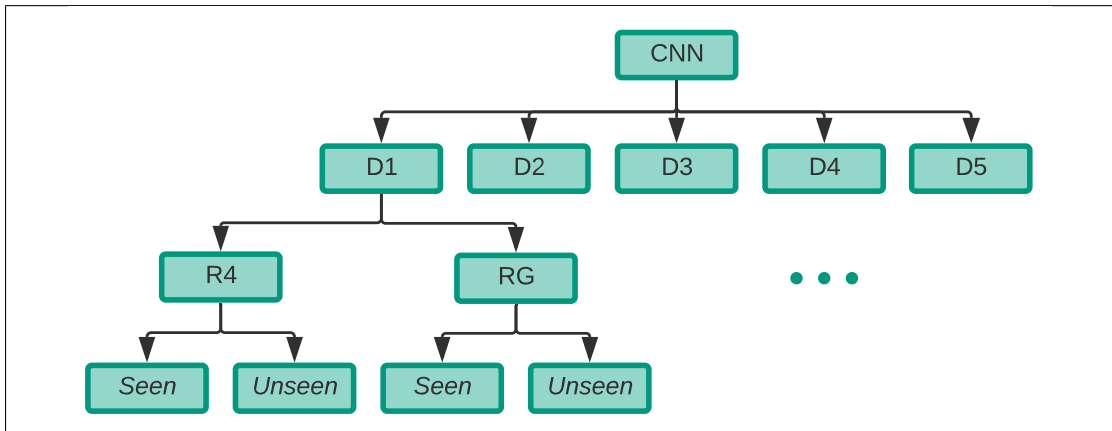 CNN
D1
D2
D3
D4
D5
R4
RG
Seen
Unseen
Seen
Unseen